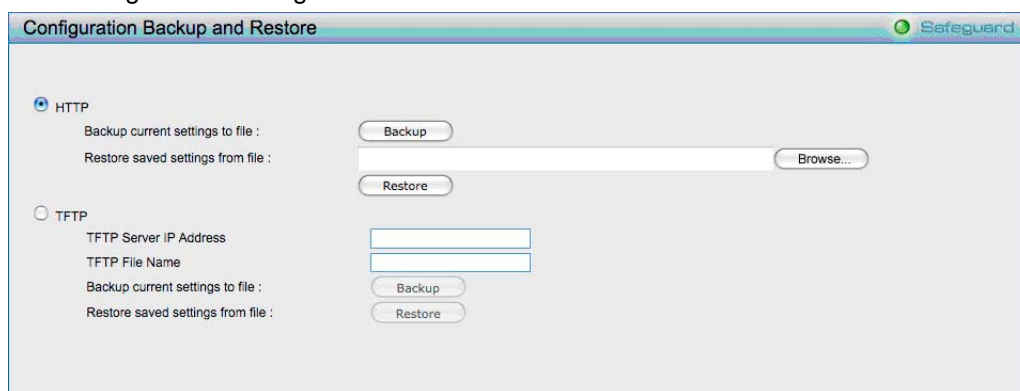 Configuration Backup and Restore
Safeguard
HTTP
Backup current settings to file : Backup
Restore saved settings from file : Browse...
Restore
TFTP
TFTP Server IP Address
TFTP File Name
Backup current settings to file : Backup
Restore saved settings from file : Restore